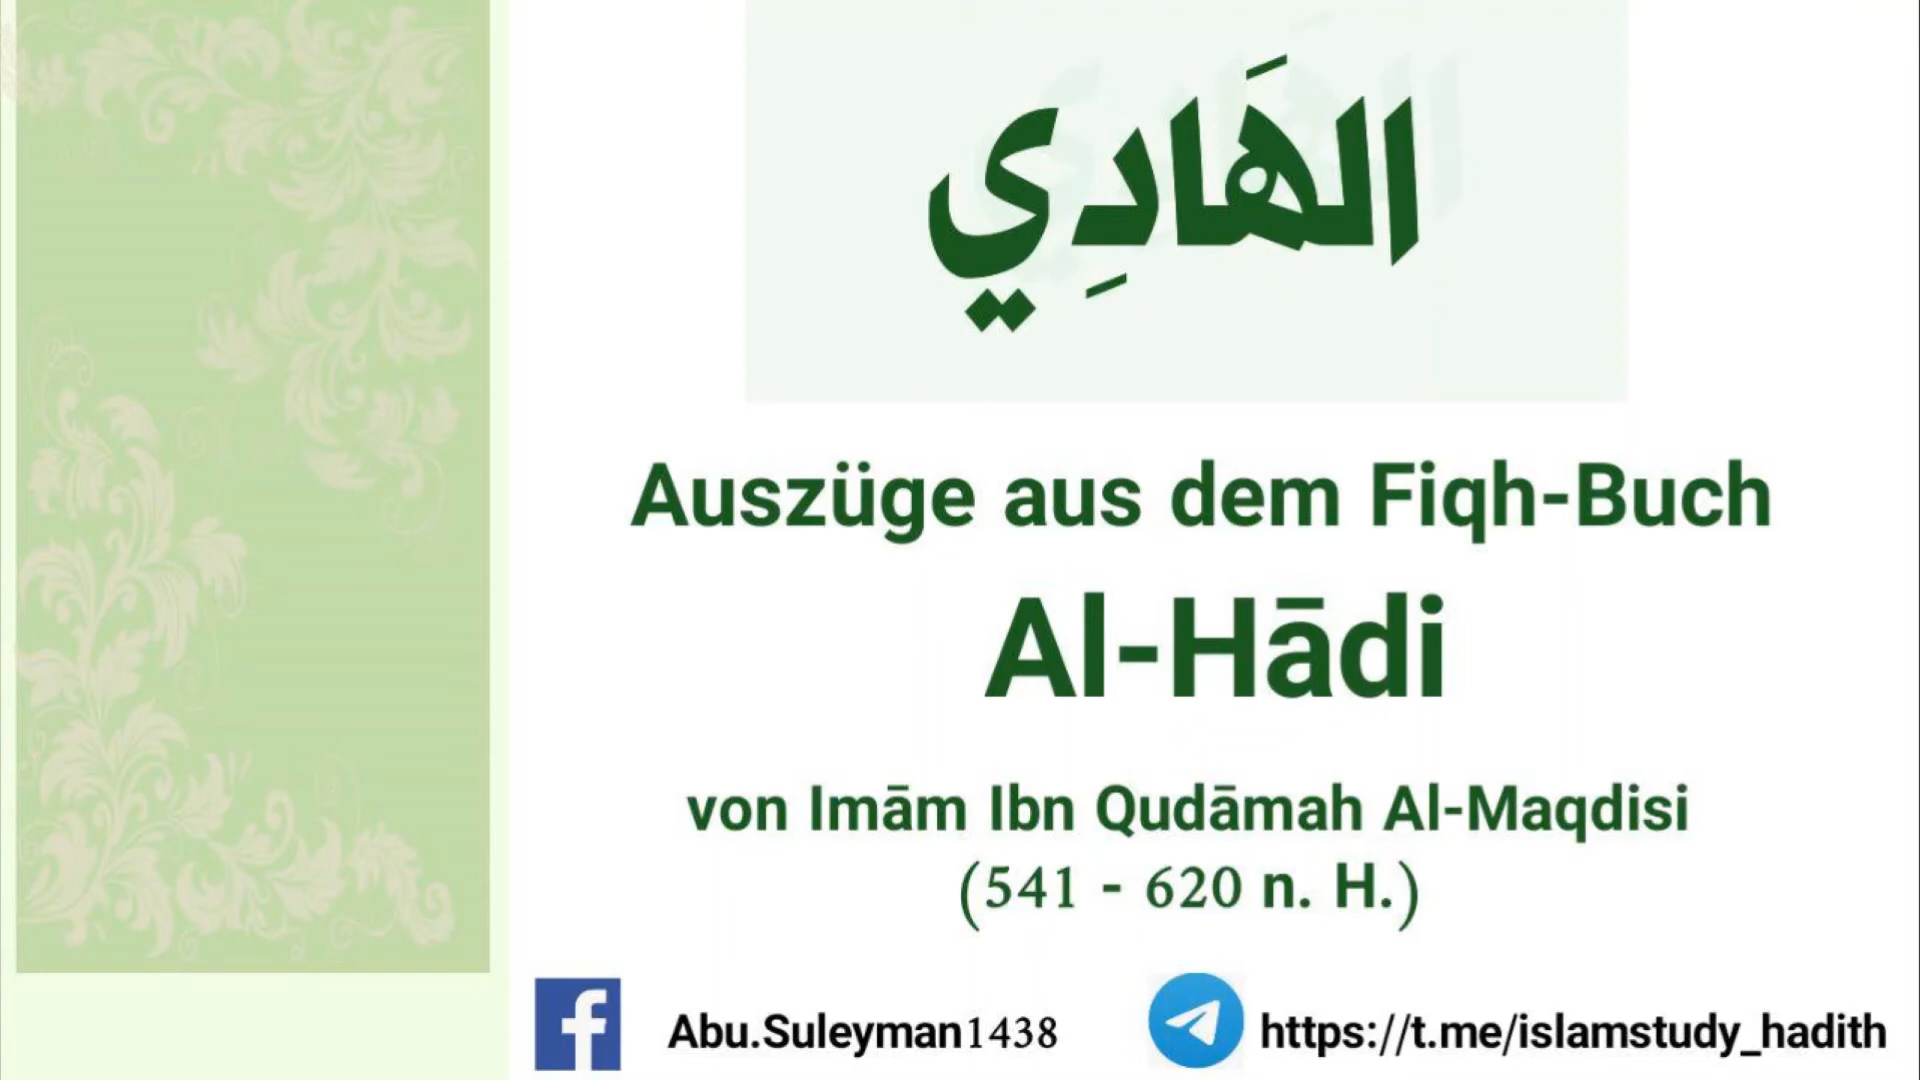 الهَادِي
Auszüge aus dem Fiqh-Buch
Al-Hādi
von Imām Ibn Qudāmah Al-Maqdisi
(541 - 620 n. H.)
Abu.Suleyman1438
https://t.me/islamstudy_hadith